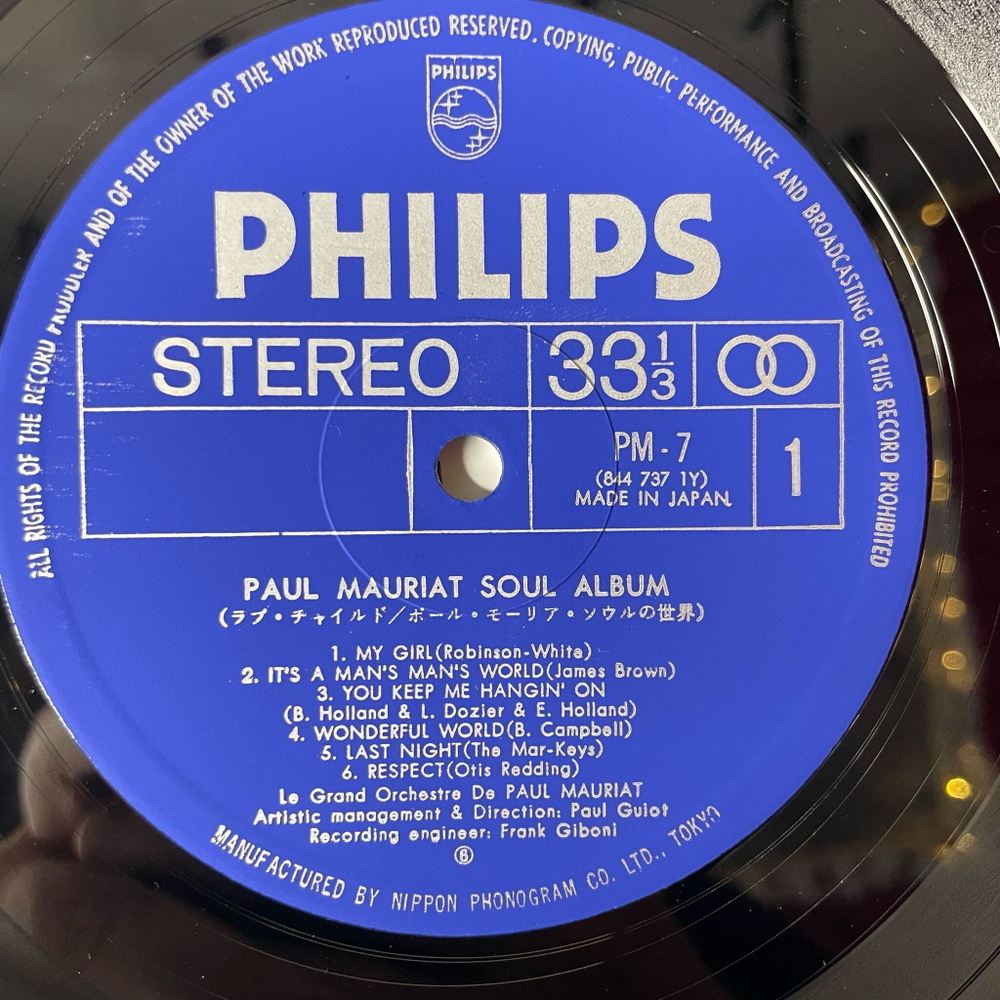 ALL RIGHTS OF THE RECORD PRODUCER AND OF THE OWNER OF THE WORK REPRODUCED RESERVED. COPYING, PUBLIC PERFORMANCE AND BROADCASTING OF THIS RECORD PROHIBITED
PHILIPS
PHILIPS
STEREO 33 1/3
PM-7 1
(844 737 1Y)
MADE IN JAPAN.
PAUL MAURIAT SOUL ALBUM
(ラブ・チャイルド/ポール・モーリア・ソウルの世界)
1. MY GIRL(Robinson-White)
2. IT'S A MAN'S MAN'S WORLD(James Brown)
3. YOU KEEP ME HANGIN' ON
(B. Holland & L. Dozier & E. Holland)
4. WONDERFUL WORLD(B. Campbell)
5. LAST NIGHT(The Mar-Keys)
6. RESPECT(Otis Redding)
Le Grand Orchestre De PAUL MAURIAT
Artistic management & Direction: Paul Guiot
Recording engineer: Frank Giboni
MANUFACTURED BY NIPPON PHONOGRAM CO. LTD., TOKYO